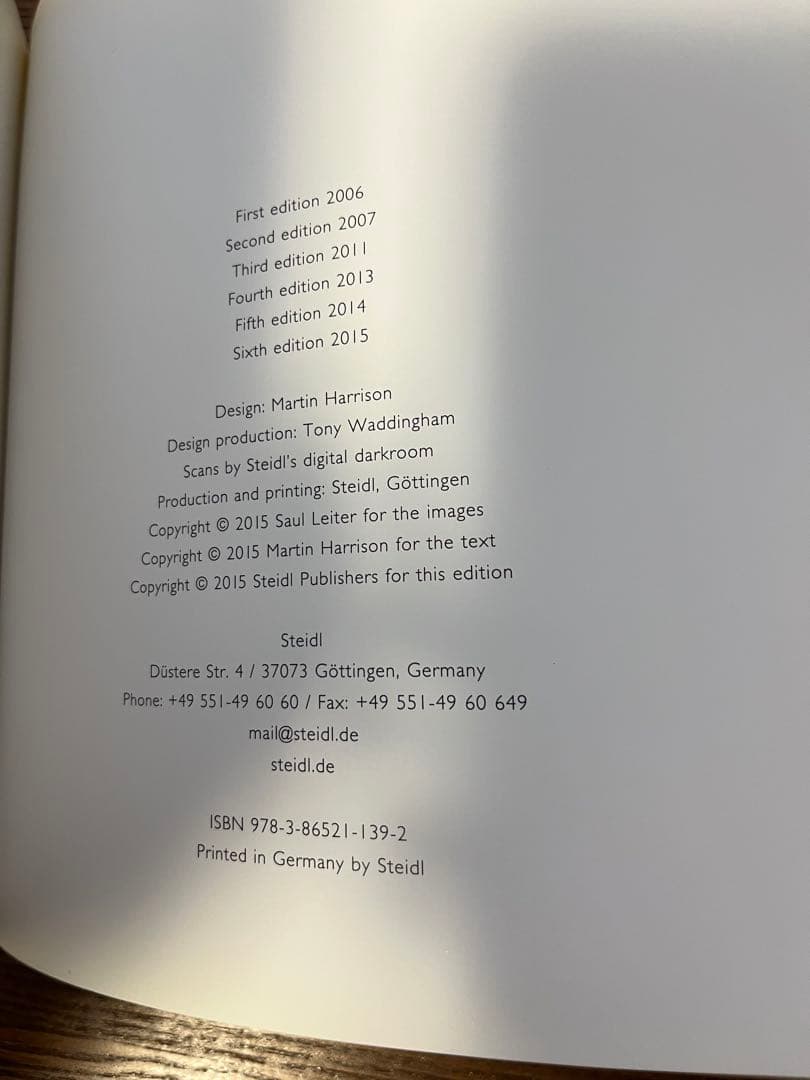 First edition 2006
Second edition 2007
Third edition 2011
Fourth edition 2013
Fifth edition 2014
Sixth edition 2015
Design: Martin Harrison
Design production: Tony Waddingham
Scans by Steidl's digital darkroom
Production and printing: Steidl, Göttingen
Copyright © 2015 Saul Leiter for the images
Copyright © 2015 Martin Harrison for the text
Copyright © 2015 Steidl Publishers for this edition
Steidl
Düstere Str. 4 / 37073 Göttingen, Germany
Phone: +49 551-49 60 60 / Fax: +49 551-49 60 649
mail@steidl.de
steidl.de
ISBN 978-3-86521-139-2
Printed in Germany by Steidl